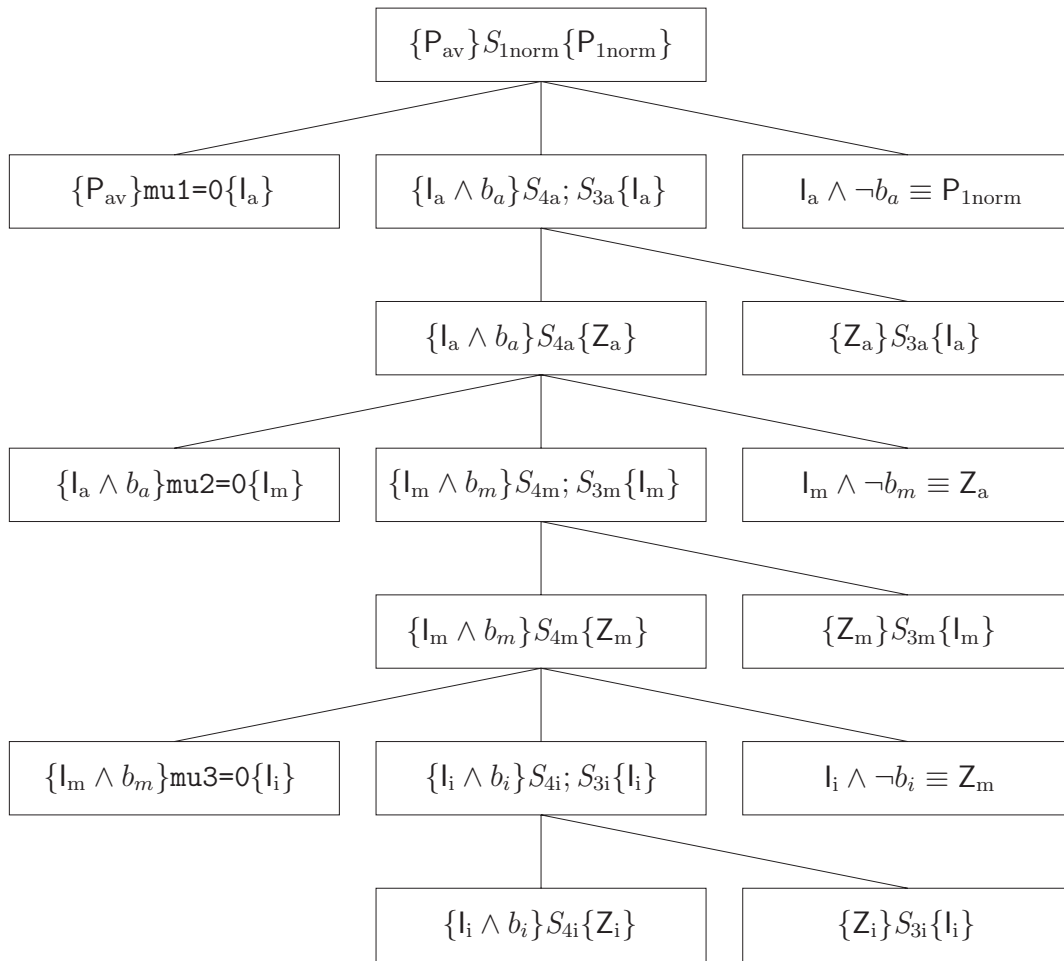 {P_av}S_1norm{P_1norm}
{P_av}mu1=0{I_a}
{I_a ∧ b_a}S_4a; S_3a{I_a}
I_a ∧ ¬b_a ≡ P_1norm
{I_a ∧ b_a}S_4a{Z_a}
{Z_a}S_3a{I_a}
{I_a ∧ b_a}mu2=0{I_m}
{I_m ∧ b_m}S_4m; S_3m{I_m}
I_m ∧ ¬b_m ≡ Z_a
{I_m ∧ b_m}S_4m{Z_m}
{Z_m}S_3m{I_m}
{I_m ∧ b_m}mu3=0{I_i}
{I_i ∧ b_i}S_4i; S_3i{I_i}
I_i ∧ ¬b_i ≡ Z_m
{I_i ∧ b_i}S_4i{Z_i}
{Z_i}S_3i{I_i}